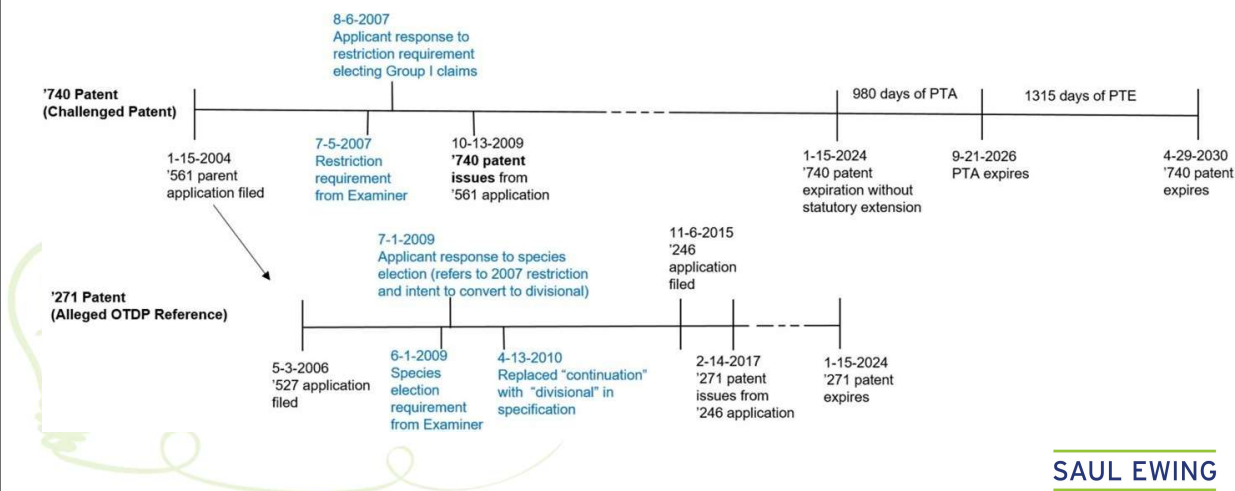 8-6-2007
Applicant response to
restriction requirement
electing Group I claims
'740 Patent
(Challenged Patent)
980 days of PTA
1315 days of PTE
1-15-2004
'561 parent
application filed
7-5-2007
Restriction
requirement
from Examiner
10-13-2009
'740 patent
issues from
'561 application
1-15-2024
'740 patent
expiration without
statutory extension
9-21-2026
PTA expires
4-29-2030
'740 patent
expires
7-1-2009
Applicant response to species
election (refers to 2007 restriction
and intent to convert to divisional)
11-6-2015
'246
application
filed
'271 Patent
(Alleged OTDP Reference)
5-3-2006
'527 application
filed
6-1-2009
Species
election
requirement
from Examiner
4-13-2010
Replaced "continuation"
with "divisional" in
specification
2-14-2017
'271 patent
issues from
'246 application
1-15-2024
'271 patent
expires
SAUL EWING